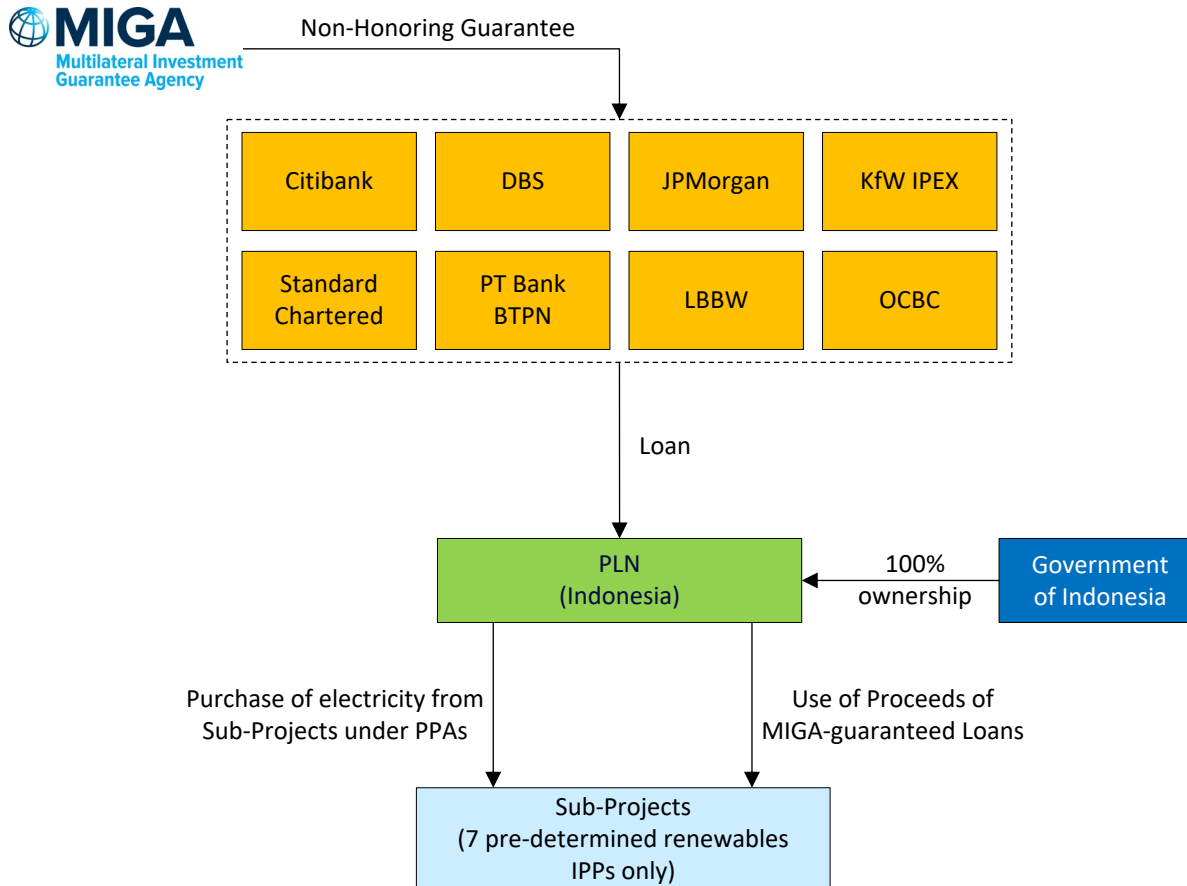 MIGA
Multilateral Investment
Guarantee Agency
Non-Honoring Guarantee
Citibank
DBS
JPMorgan
KfW IPEX
Standard
Chartered
PT Bank
BTPN
LBBW
OCBC
Loan
PLN
(Indonesia)
100%
ownership
Government
of Indonesia
Purchase of electricity from
Sub-Projects under PPAs
Use of Proceeds of
MIGA-guaranteed Loans
Sub-Projects
(7 pre-determined renewables
IPPs only)